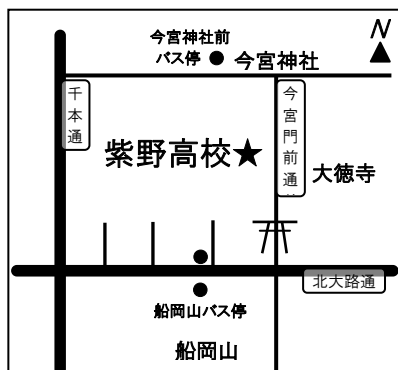 N
今宮神社前
バス停
今宮神社
千本通
今宮門前通
紫野高校★
大徳寺
北大路通
船岡山バス停
船岡山